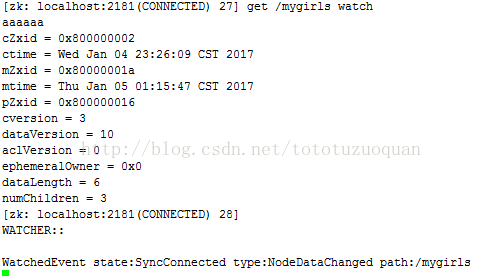 [zk: localhost:2181(CONNECTED) 27] get /mygirls watch
aaaaaa
cZxid = 0x800000002
ctime = Wed Jan 04 23:26:09 CST 2017
mZxid = 0x80000001a
mtime = Thu Jan 05 01:15:47 CST 2017
pZxid = 0x800000016
cversion = 3
dataVersion = 10
http://blog.csdn.net/tototuzuoquan
aclVersion = 0
ephemeralOwner = 0x0
dataLength = 6
numChildren = 3
[zk: localhost:2181(CONNECTED) 28]
WATCHER::
WatchedEvent state:SyncConnected type:NodeDataChanged path:/mygirls